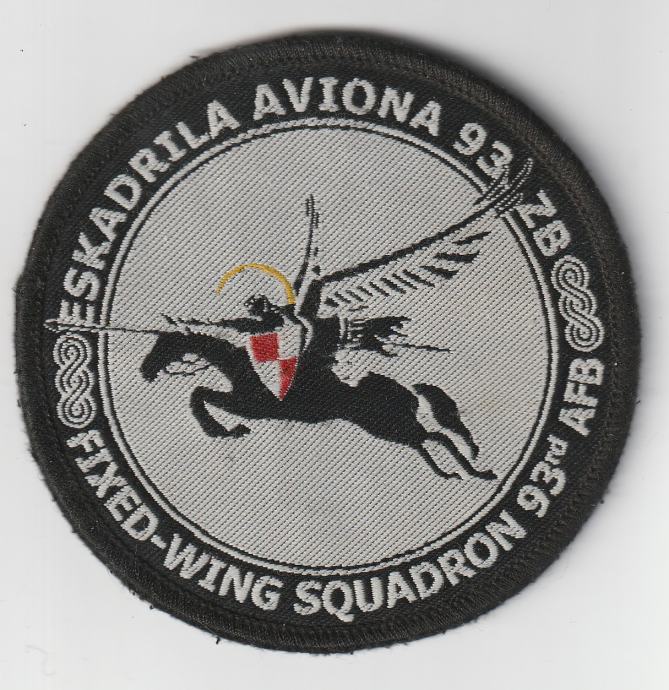 ESKADRILA AVIONA 93. ZB
FIXED-WING SQUADRON 93rd AFB